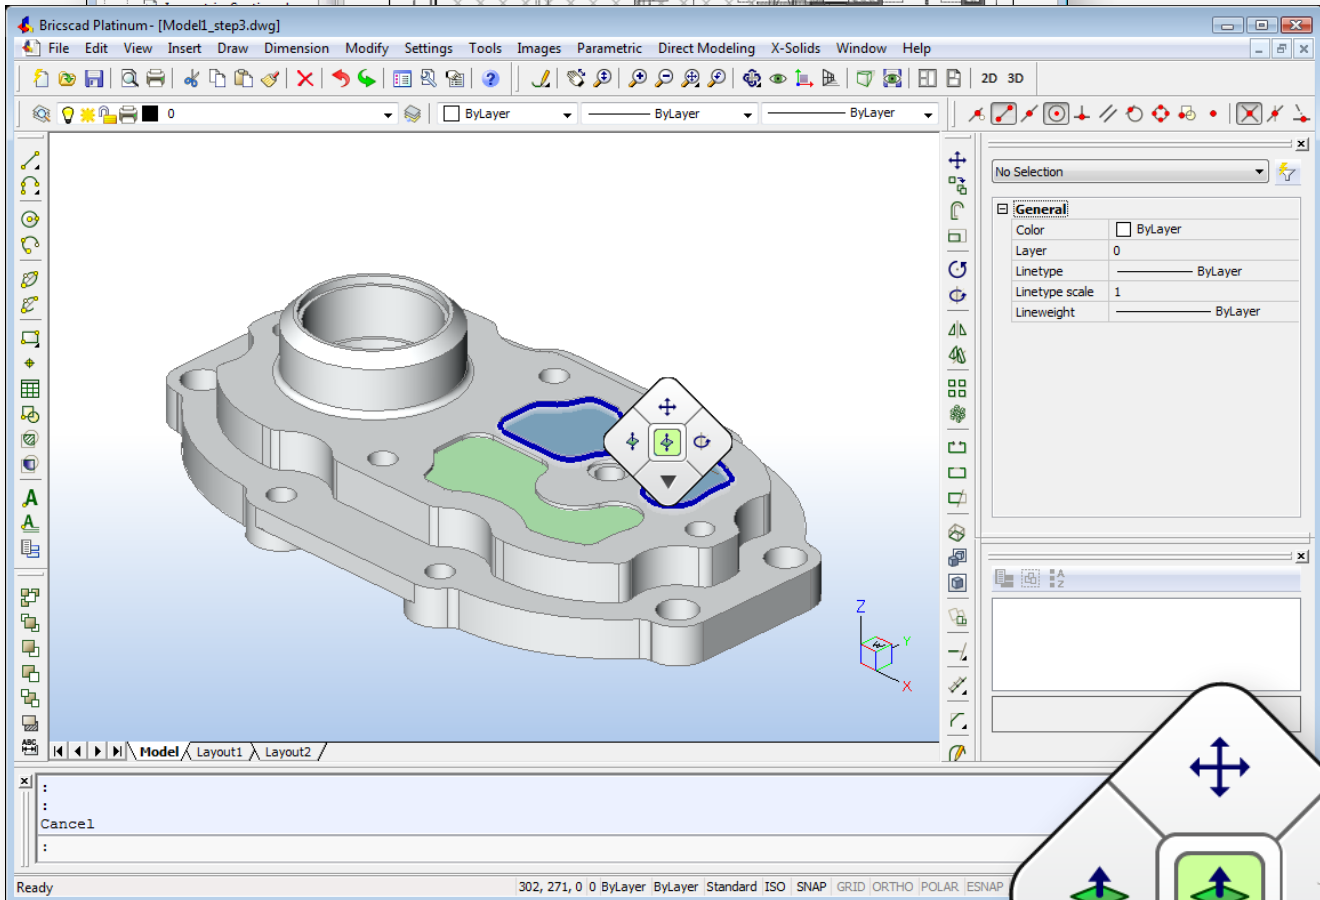 Bricscad Platinum - [Model1_step3.dwg]
File Edit View Insert Draw Dimension Modify Settings Tools Images Parametric Direct Modeling X-Solids Window Help
2D 3D
0 ByLayer ByLayer ByLayer
No Selection
General
Color ByLayer
Layer 0
Linetype ByLayer
Linetype scale 1
Lineweight ByLayer
A
A
Z
Y
X
ABC
Model Layout1 Layout2
:
:
Cancel
:
Ready 302, 271, 0 0 ByLayer ByLayer Standard ISO SNAP GRID ORTHO POLAR ESNAP